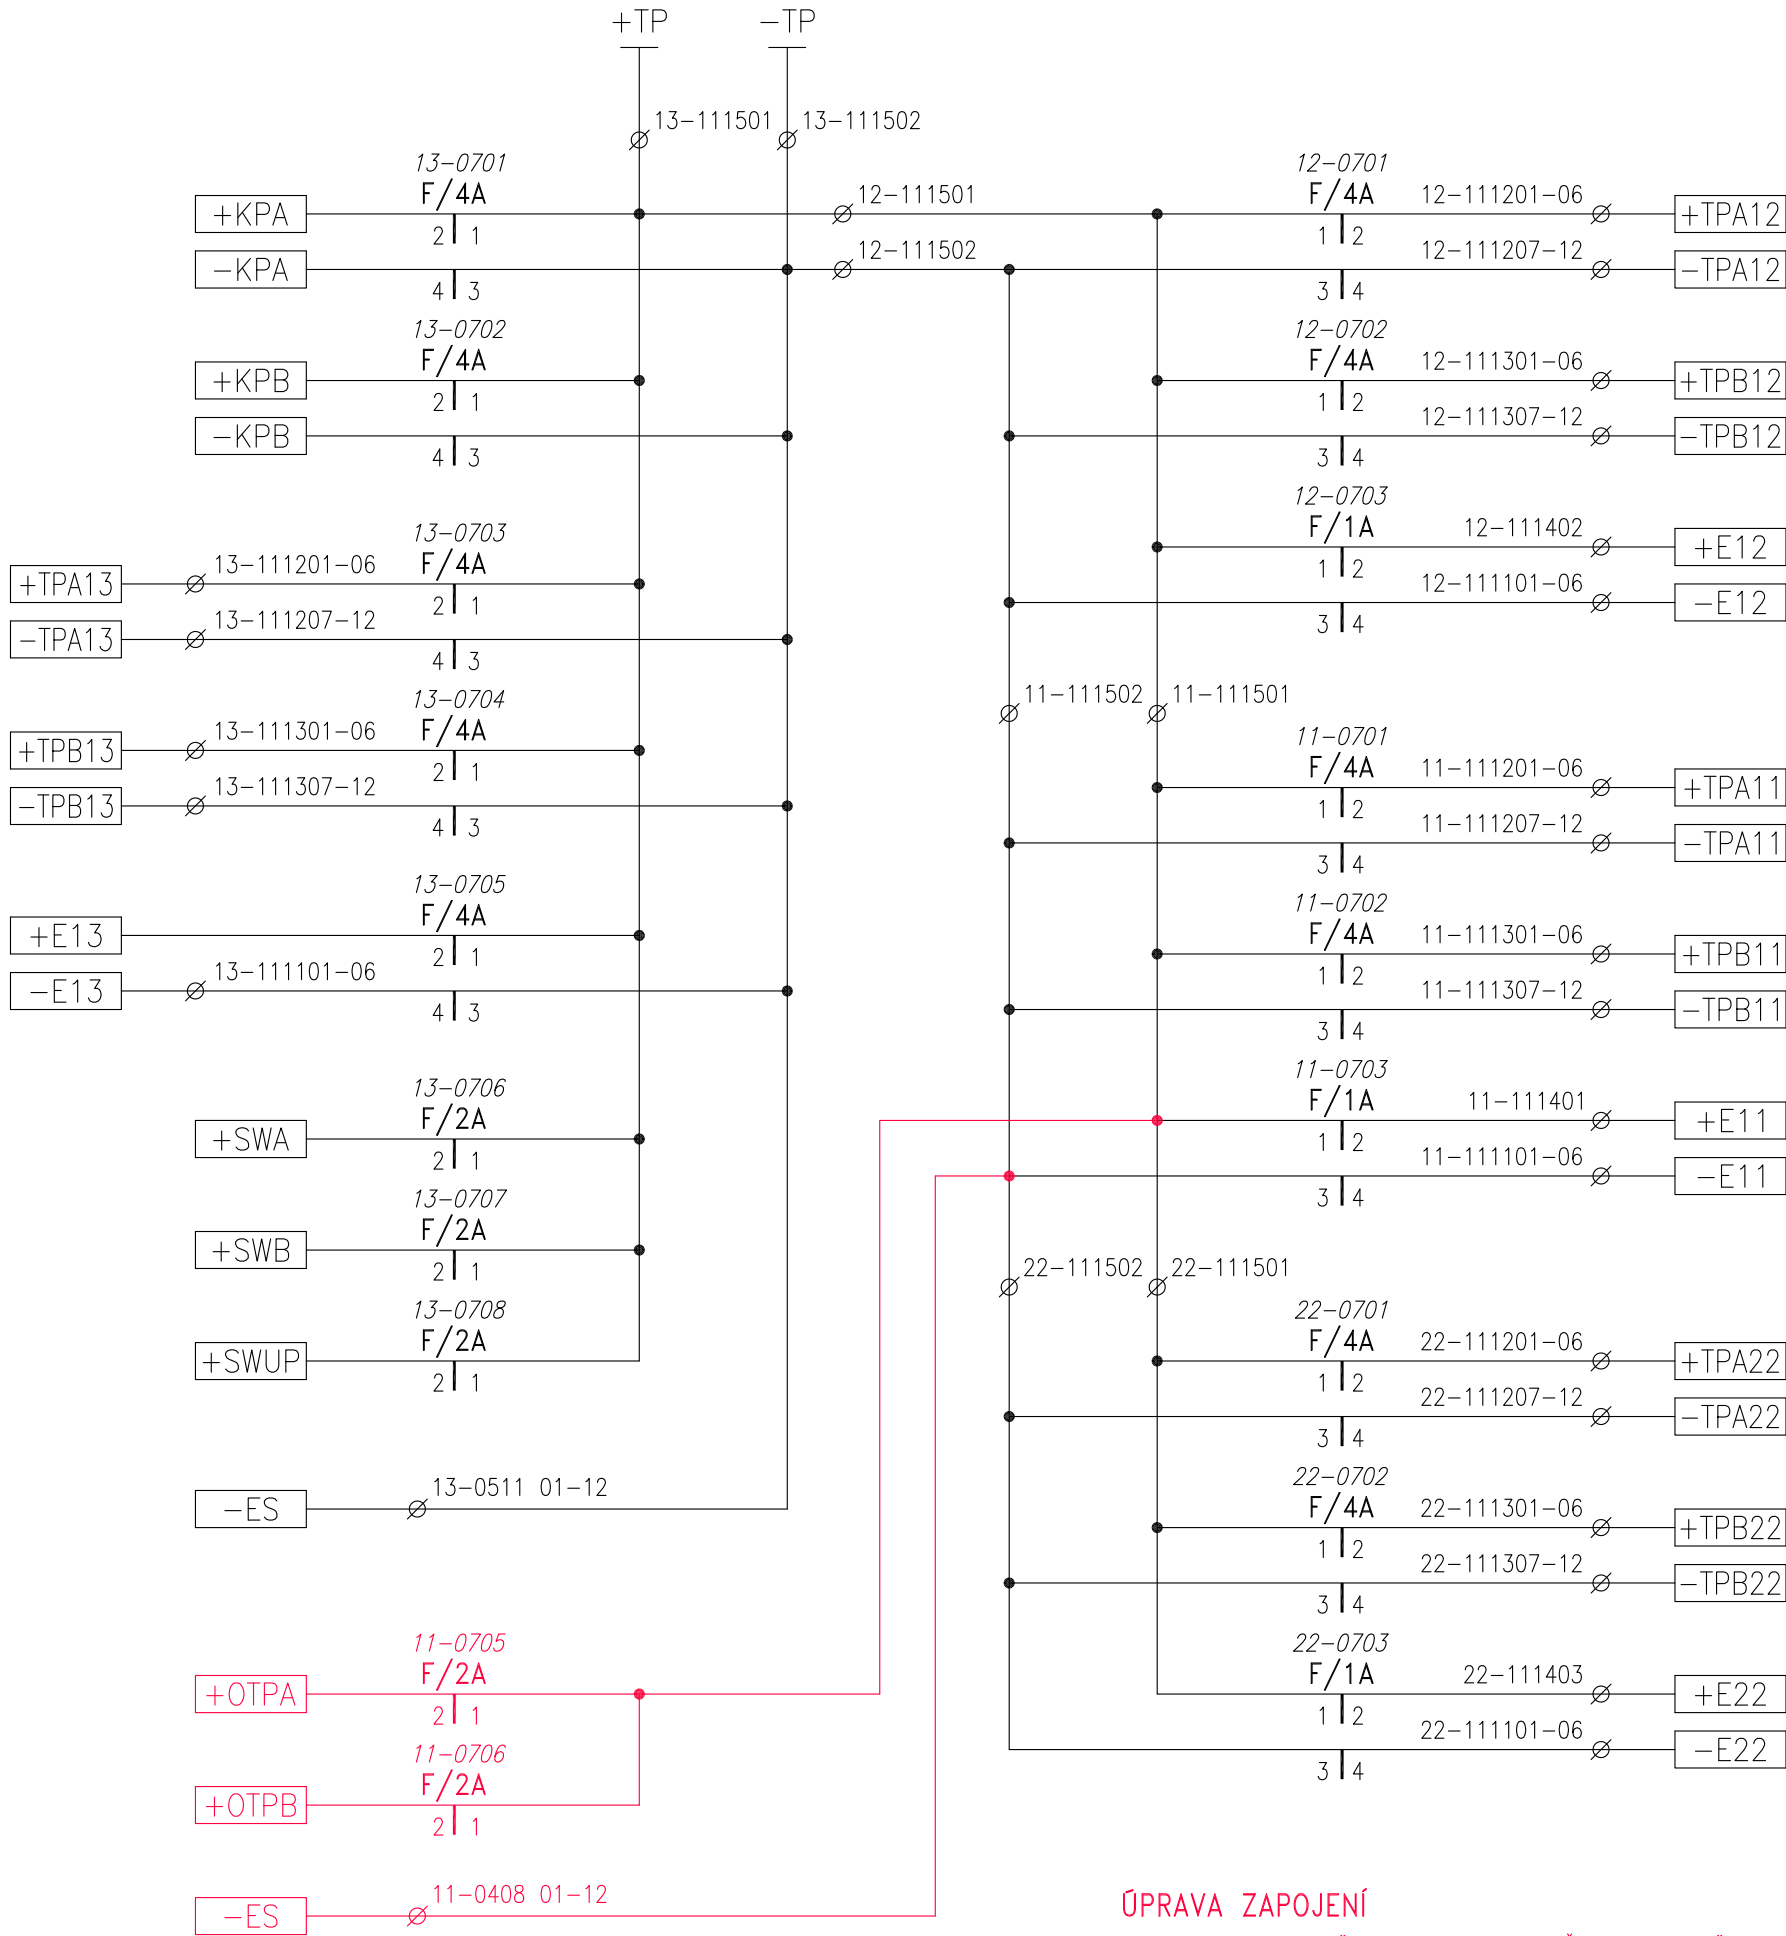 +TP -TP
13-111501 13-111502
13-0701 12-0701
F/4A 12-111501 F/4A 12-111201-06
+KPA 2 1 1 2 +TPA12
12-111502 12-111207-12
-KPA 4 3 3 4 -TPA12
13-0702 12-0702
F/4A F/4A 12-111301-06
+KPB 2 1 1 2 +TPB12
12-111307-12
-KPB 4 3 3 4 -TPB12
12-0703
F/1A 12-111402
1 2 +E12
12-111101-06
3 4 -E12
13-0703
13-111201-06 F/4A
+TPA13 2 1
13-111207-12
-TPA13 4 3
13-0704
13-111301-06 F/4A
+TPB13 2 1
13-111307-12
-TPB13 4 3
13-0705
F/4A
+E13 2 1
13-111101-06
-E13 4 3
11-111502 11-111501
11-0701
F/4A 11-111201-06
1 2 +TPA11
11-111207-12
3 4 -TPA11
11-0702
F/4A 11-111301-06
1 2 +TPB11
11-111307-12
3 4 -TPB11
11-0703
F/1A 11-111401
1 2 +E11
11-111101-06
3 4 -E11
13-0706
F/2A
+SWA 2 1
13-0707
F/2A
+SWB 2 1
13-0708
F/2A
+SWUP 2 1
13-0511 01-12
-ES
22-111502 22-111501
22-0701
F/4A 22-111201-06
1 2 +TPA22
22-111207-12
3 4 -TPA22
22-0702
F/4A 22-111301-06
1 2 +TPB22
22-111307-12
3 4 -TPB22
22-0703
F/1A 22-111403
1 2 +E22
22-111101-06
3 4 -E22
11-0705
F/2A
+OTPA 2 1
11-0706
F/2A
+OTPB 2 1
11-0408 01-12
-ES
ÚPRAVA ZAPOJENÍ